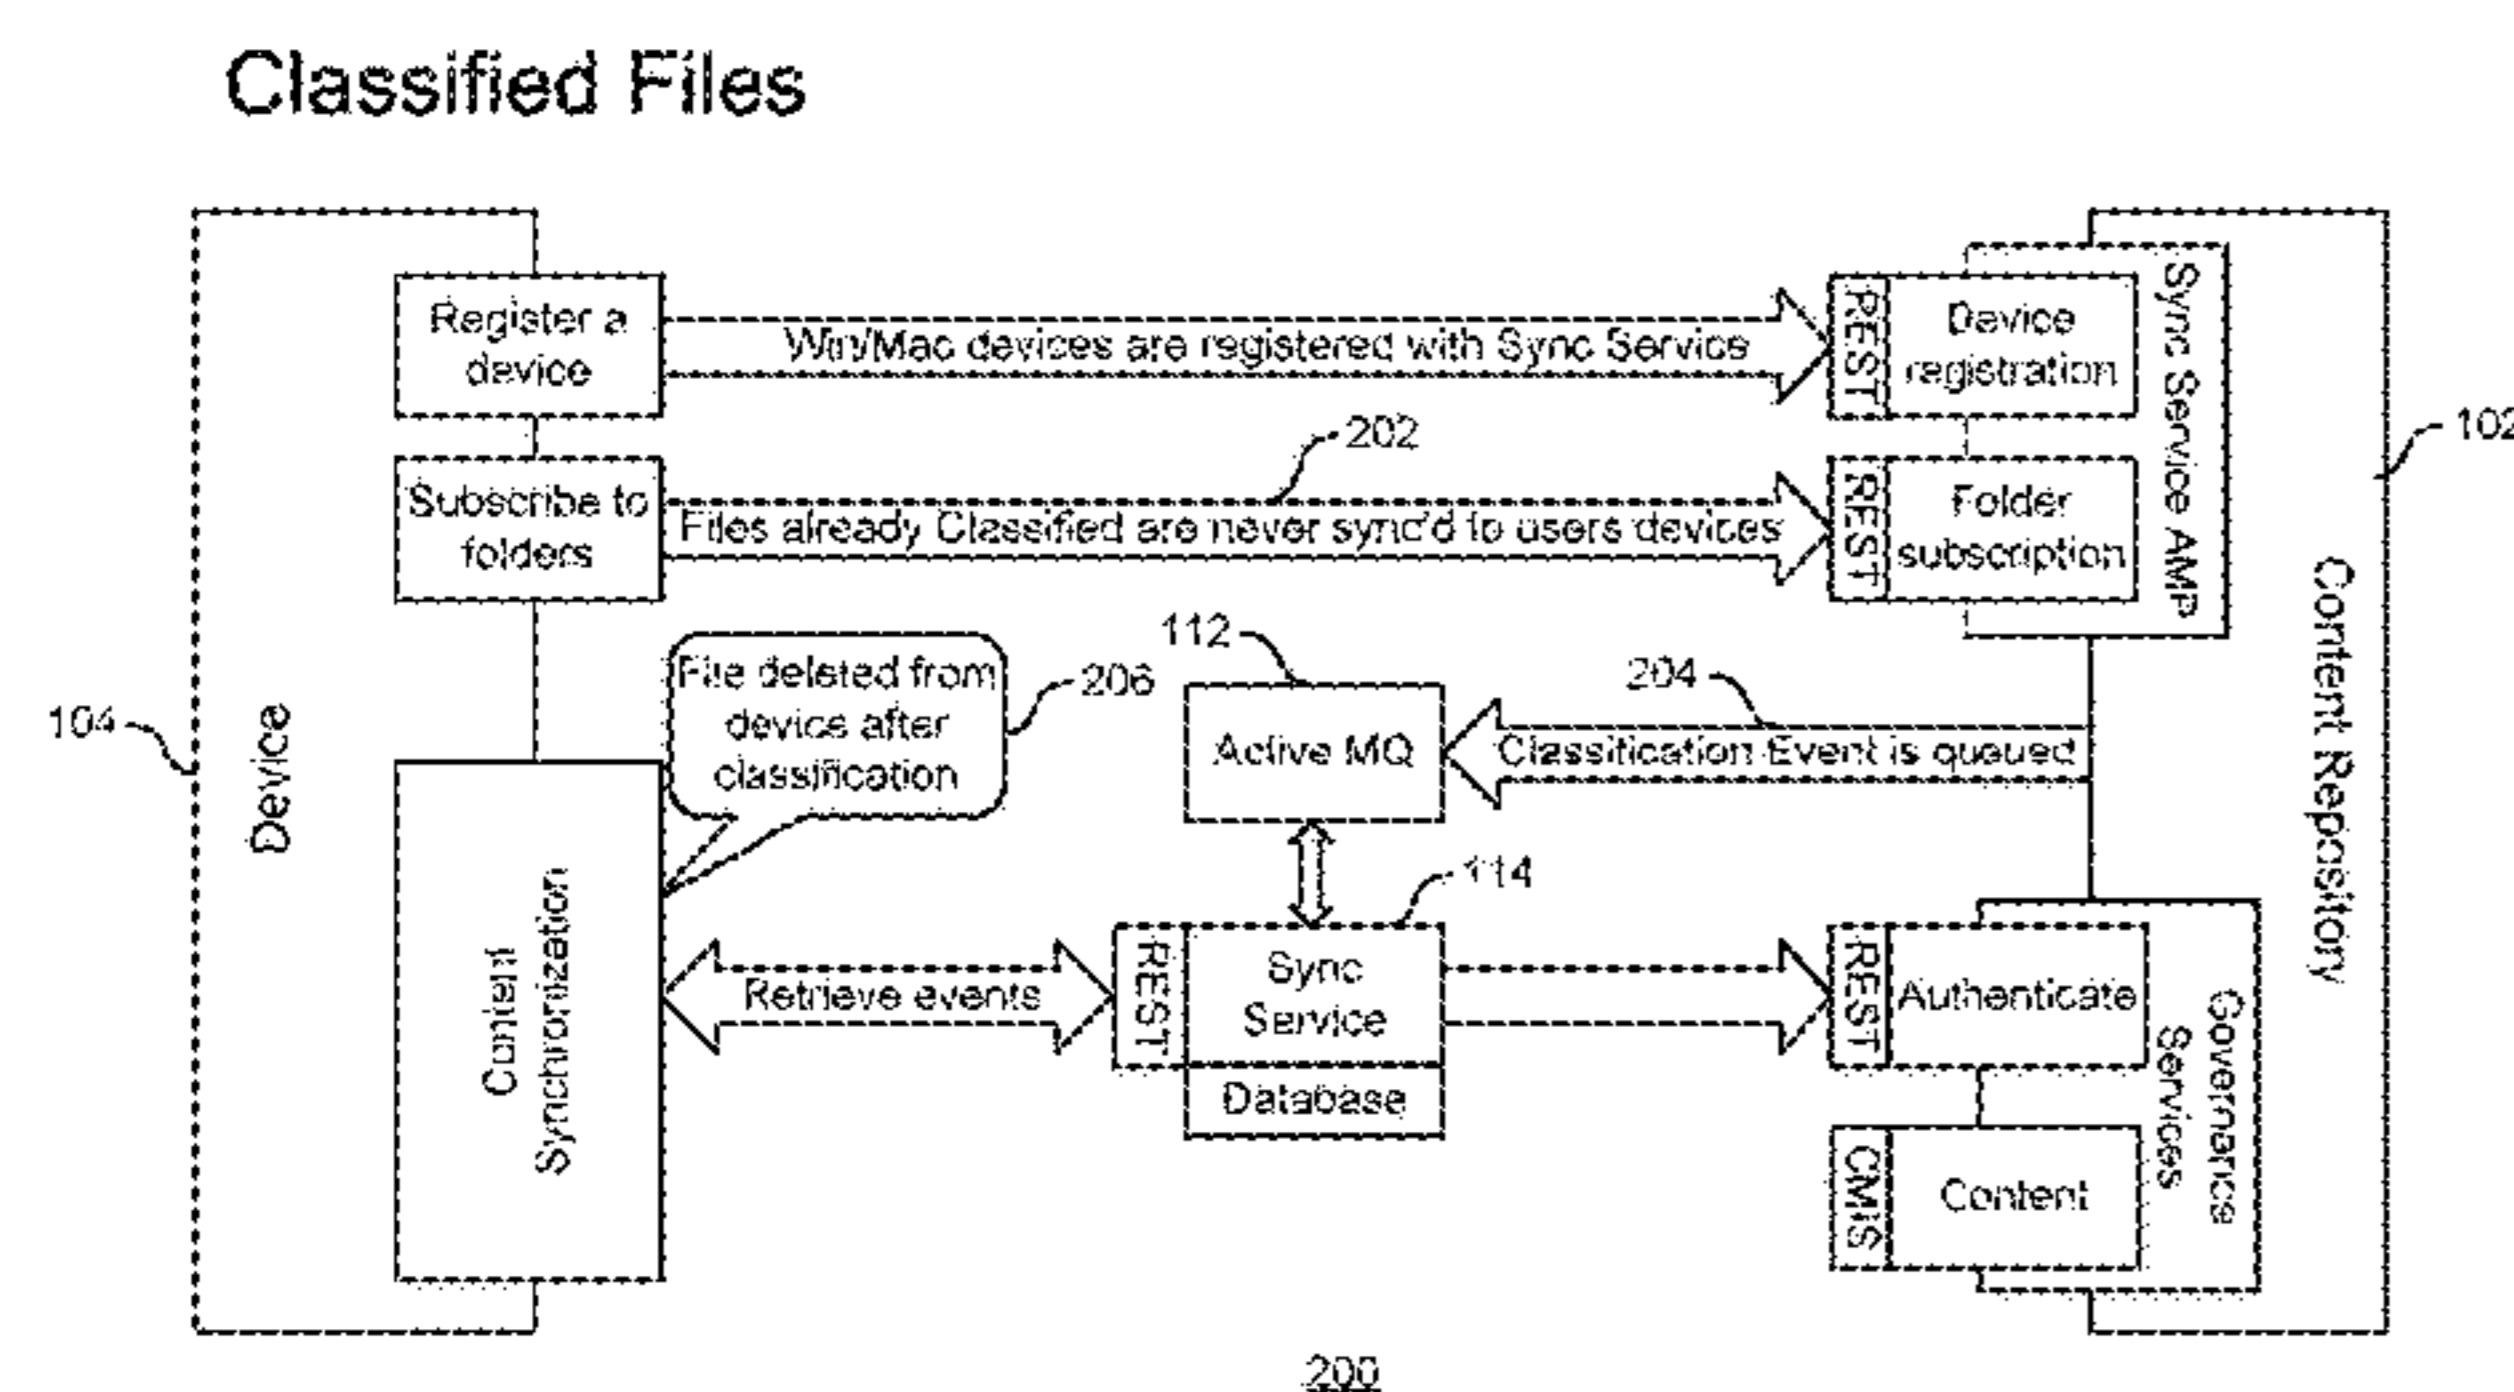 Classified Files
Register a
device
Win/Mac devices are registered with Sync Service
REST
Device
registration
Sync Service AMP
102
202
Subscribe to
folders
Files already Classified are never sync'd to users devices
REST
Folder
subscription
Content Repository
104
Device
File deleted from
device after
classification
206
112
Active MQ
204
Classification Event is queued
114
Content
Synchronization
Retrieve events
REST
Sync
Service
Database
REST
Authenticate
Governance
Services
CMIS
Content
200